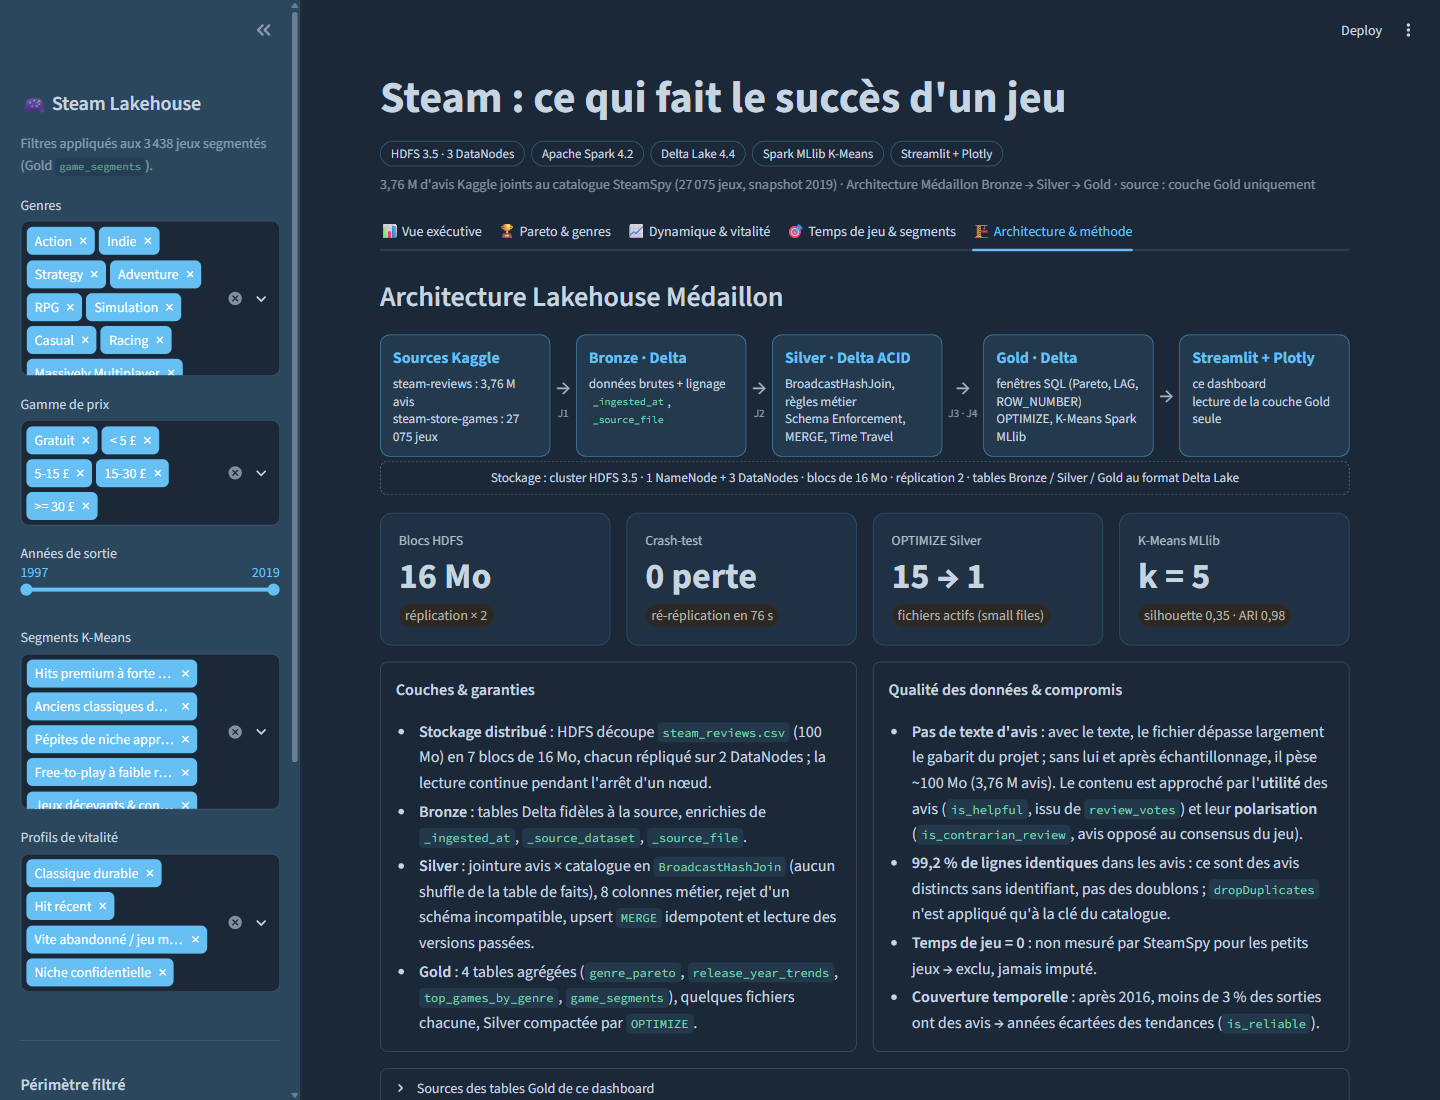 Deploy
Steam Lakehouse
Filtres appliqués aux 3 438 jeux segmentés
(Gold game_segments ).
Genres
Action ×
Indie ×
Strategy ×
Adventure ×
RPG ×
Simulation ×
Casual ×
Racing ×
Massively Multiplayer ×
Gamme de prix
Gratuit ×
< 5 £ ×
5-15 £ ×
15-30 £ ×
>= 30 £ ×
Années de sortie
1997
2019
Segments K-Means
Hits premium à forte … ×
Anciens classiques d… ×
Pépites de niche appr… ×
Free-to-play à faible r… ×
Jeux décevants & con… ×
Profils de vitalité
Classique durable ×
Hit récent ×
Vite abandonné / jeu m… ×
Niche confidentielle ×
Périmètre filtré
Steam : ce qui fait le succès d'un jeu
HDFS 3.5 · 3 DataNodes
Apache Spark 4.2
Delta Lake 4.4
Spark MLlib K-Means
Streamlit + Plotly
3,76 M d'avis Kaggle joints au catalogue SteamSpy (27 075 jeux, snapshot 2019) · Architecture Médaillon Bronze → Silver → Gold · source : couche Gold uniquement
Vue exécutive
Pareto & genres
Dynamique & vitalité
Temps de jeu & segments
Architecture & méthode
Architecture Lakehouse Médaillon
Sources Kaggle
steam-reviews : 3,76 M
avis
steam-store-games : 27
075 jeux
→
J1
Bronze · Delta
données brutes + lignage
_ingested_at ,
_source_file
→
J2
Silver · Delta ACID
BroadcastHashJoin,
règles métier
Schema Enforcement,
MERGE, Time Travel
→
J3 · J4
Gold · Delta
fenêtres SQL (Pareto, LAG,
ROW_NUMBER)
OPTIMIZE, K-Means Spark
MLlib
→
Streamlit + Plotly
ce dashboard
lecture de la couche Gold
seule
Stockage : cluster HDFS 3.5 · 1 NameNode + 3 DataNodes · blocs de 16 Mo · réplication 2 · tables Bronze / Silver / Gold au format Delta Lake
Blocs HDFS
16 Mo
réplication × 2
Crash-test
0 perte
ré-réplication en 76 s
OPTIMIZE Silver
15 → 1
fichiers actifs (small files)
K-Means MLlib
k = 5
silhouette 0,35 · ARI 0,98
Couches & garanties
• Stockage distribué : HDFS découpe steam_reviews.csv (100
Mo) en 7 blocs de 16 Mo, chacun répliqué sur 2 DataNodes ; la
lecture continue pendant l'arrêt d'un nœud.
• Bronze : tables Delta fidèles à la source, enrichies de
_ingested_at , _source_dataset , _source_file .
• Silver : jointure avis × catalogue en BroadcastHashJoin (aucun
shuffle de la table de faits), 8 colonnes métier, rejet d'un
schéma incompatible, upsert MERGE idempotent et lecture des
versions passées.
• Gold : 4 tables agrégées ( genre_pareto , release_year_trends ,
top_games_by_genre , game_segments ), quelques fichiers
chacune, Silver compactée par OPTIMIZE .
Qualité des données & compromis
• Pas de texte d'avis : avec le texte, le fichier dépasse largement
le gabarit du projet ; sans lui et après échantillonnage, il pèse
~100 Mo (3,76 M avis). Le contenu est approché par l'utilité des
avis ( is_helpful , issu de review_votes ) et leur polarisation
( is_contrarian_review , avis opposé au consensus du jeu).
• 99,2 % de lignes identiques dans les avis : ce sont des avis
distincts sans identifiant, pas des doublons ; dropDuplicates
n'est appliqué qu'à la clé du catalogue.
• Temps de jeu = 0 : non mesuré par SteamSpy pour les petits
jeux → exclu, jamais imputé.
• Couverture temporelle : après 2016, moins de 3 % des sorties
ont des avis → années écartées des tendances ( is_reliable ).
Sources des tables Gold de ce dashboard